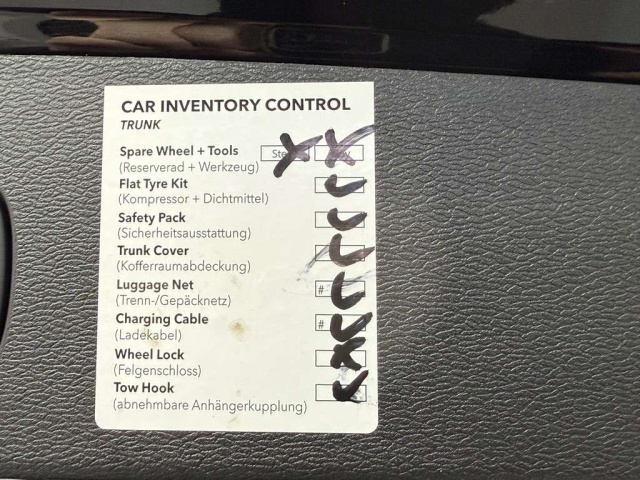 CAR INVENTORY CONTROL
TRUNK
Spare Wheel + Tools
(Reserverad + Werkzeug)
Flat Tyre Kit
(Kompressor + Dichtmittel)
Safety Pack
(Sicherheitsausstattung)
Trunk Cover
(Kofferraumabdeckung)
Luggage Net #
(Trenn-/Gepäcknetz)
Charging Cable #
(Ladekabel)
Wheel Lock
(Felgenschloss)
Tow Hook
(abnehmbare Anhängerkupplung)